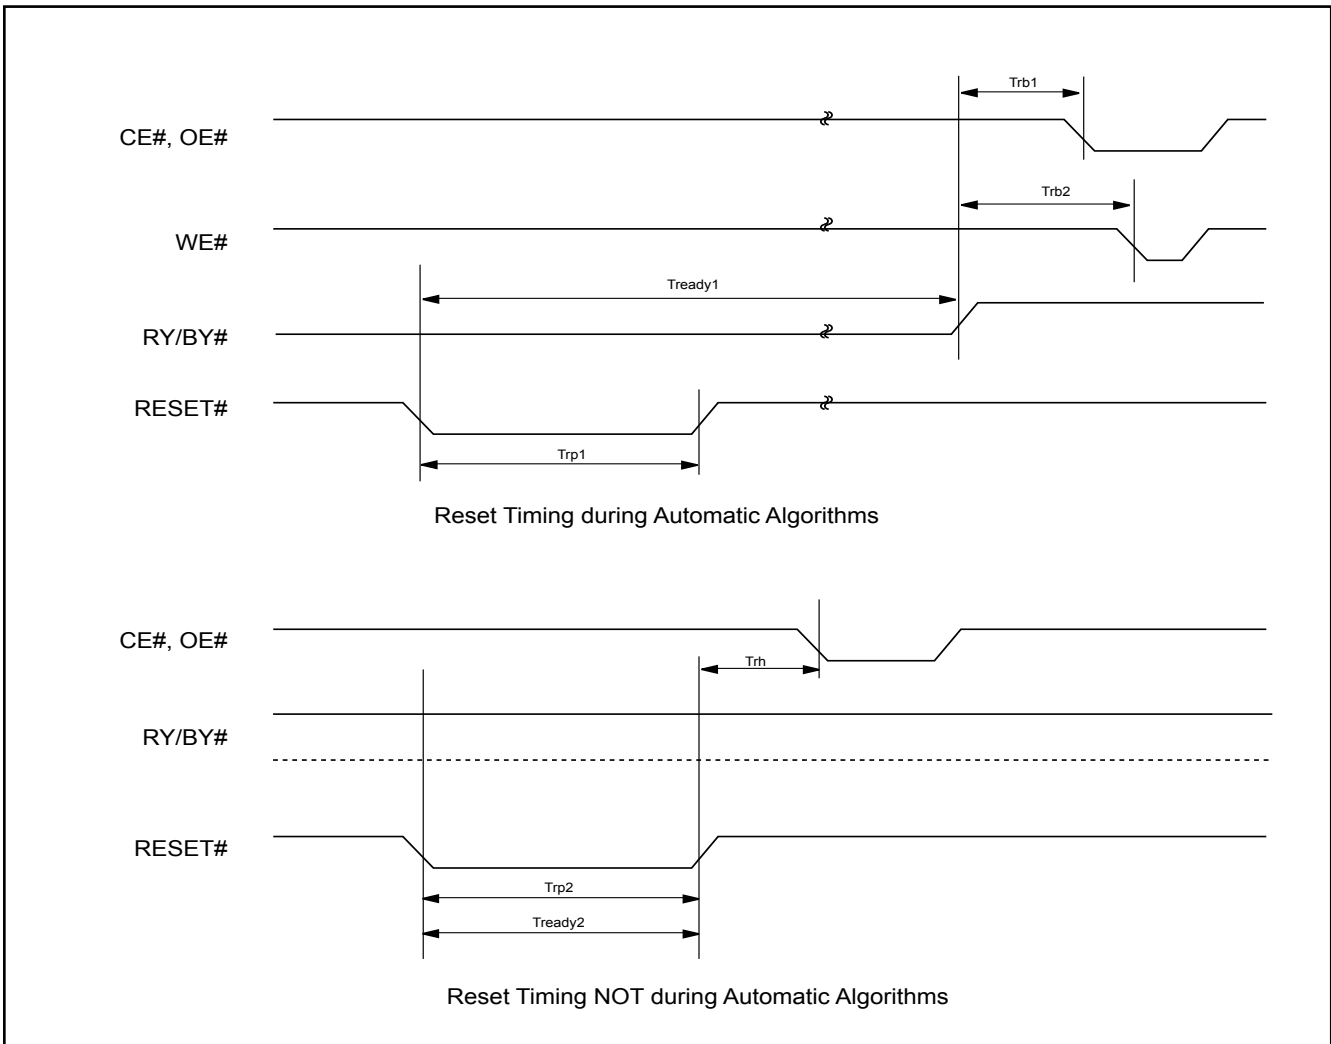 Trb1
CE#, OE#
Trb2
WE#
Tready1
RY/BY#
RESET#
Trp1
Reset Timing during Automatic Algorithms
CE#, OE#
Trh
RY/BY#
RESET#
Trp2
Tready2
Reset Timing NOT during Automatic Algorithms